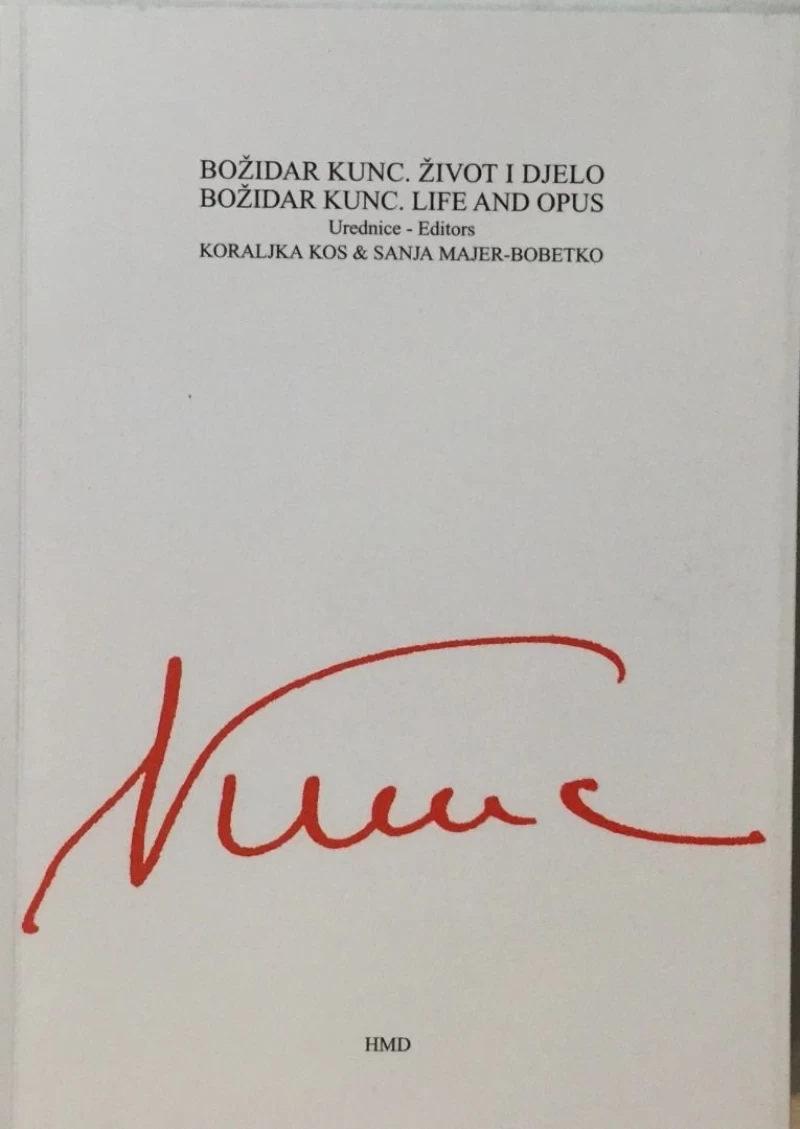 BOŽIDAR KUNC. ŽIVOT I DJELO
BOŽIDAR KUNC. LIFE AND OPUS
Urednice - Editors
KORALJKA KOS & SANJA MAJER-BOBETKO
Kunc
HMD